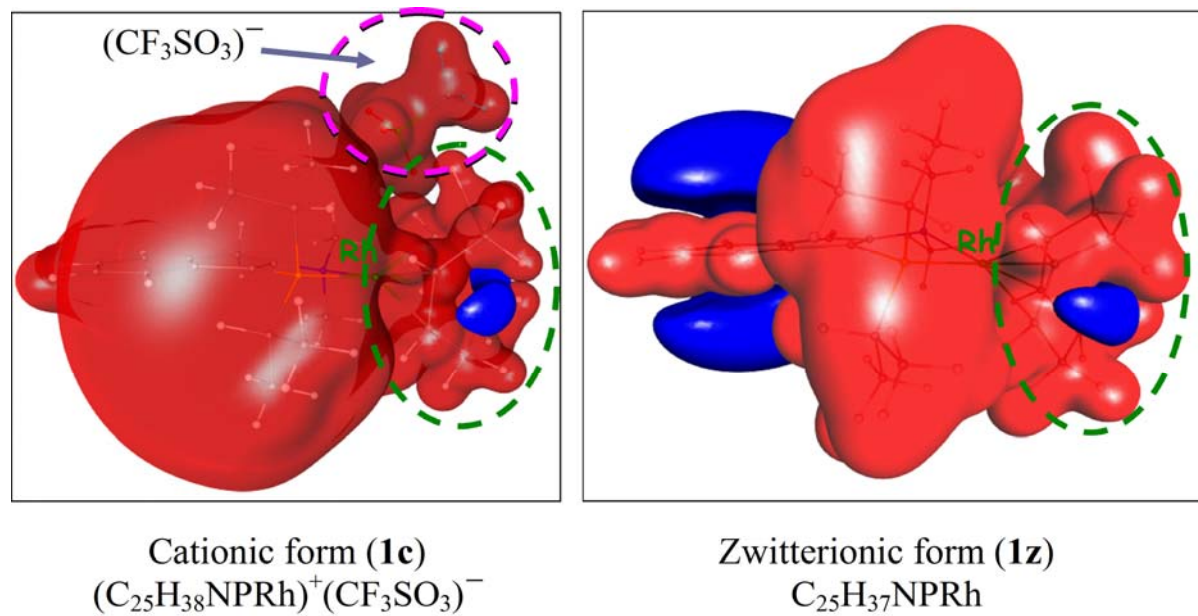 (CF₃SO₃)⁻
Rh
Rh
Cationic form (1c)
(C₂₅H₃₈NPRh)⁺(CF₃SO₃)⁻
Zwitterionic form (1z)
C₂₅H₃₇NPRh